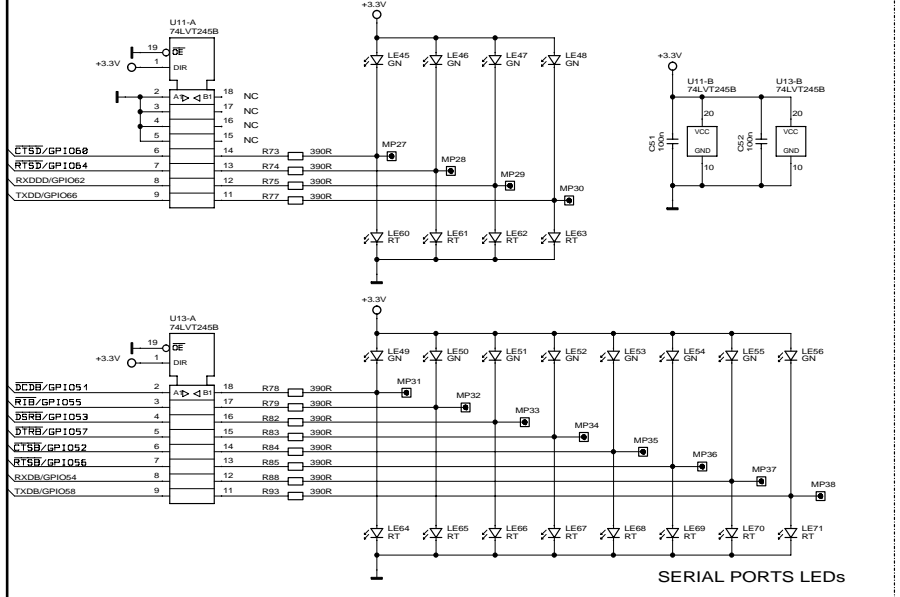 +3.3V
U11-A
74LVT245B
19 OE
+3.3V 1 DIR
2 A1 B1 18 NC
3 17 NC
4 16 NC
5 15 NC
CTSD/GPIO60 6 14 R73 390R MP27
RTSD/GPIO64 7 13 R74 390R MP28
RXDDD/GPIO62 8 12 R75 390R MP29
TXDD/GPIO66 9 11 R77 390R MP30
LE45 GN
LE46 GN
LE47 GN
LE48 GN
LE60 RT
LE61 RT
LE62 RT
LE63 RT
+3.3V
U11-B
74LVT245B
U13-B
74LVT245B
C51
100n
20
VCC
GND
10
C52
100n
20
VCC
GND
10
+3.3V
U13-A
74LVT245B
19 OE
+3.3V 1 DIR
DCDB/GPIO51 2 A1 B1 18 R78 390R MP31
RIB/GPIO55 3 17 R79 390R MP32
DSRB/GPIO53 4 16 R82 390R MP33
DTRB/GPIO57 5 15 R83 390R MP34
CTSB/GPIO52 6 14 R84 390R MP35
RTSB/GPIO56 7 13 R85 390R MP36
RXDB/GPIO54 8 12 R88 390R MP37
TXDB/GPIO58 9 11 R93 390R MP38
LE49 GN
LE50 GN
LE51 GN
LE52 GN
LE53 GN
LE54 GN
LE55 GN
LE56 GN
LE64 RT
LE65 RT
LE66 RT
LE67 RT
LE68 RT
LE69 RT
LE70 RT
LE71 RT
SERIAL PORTS LEDs